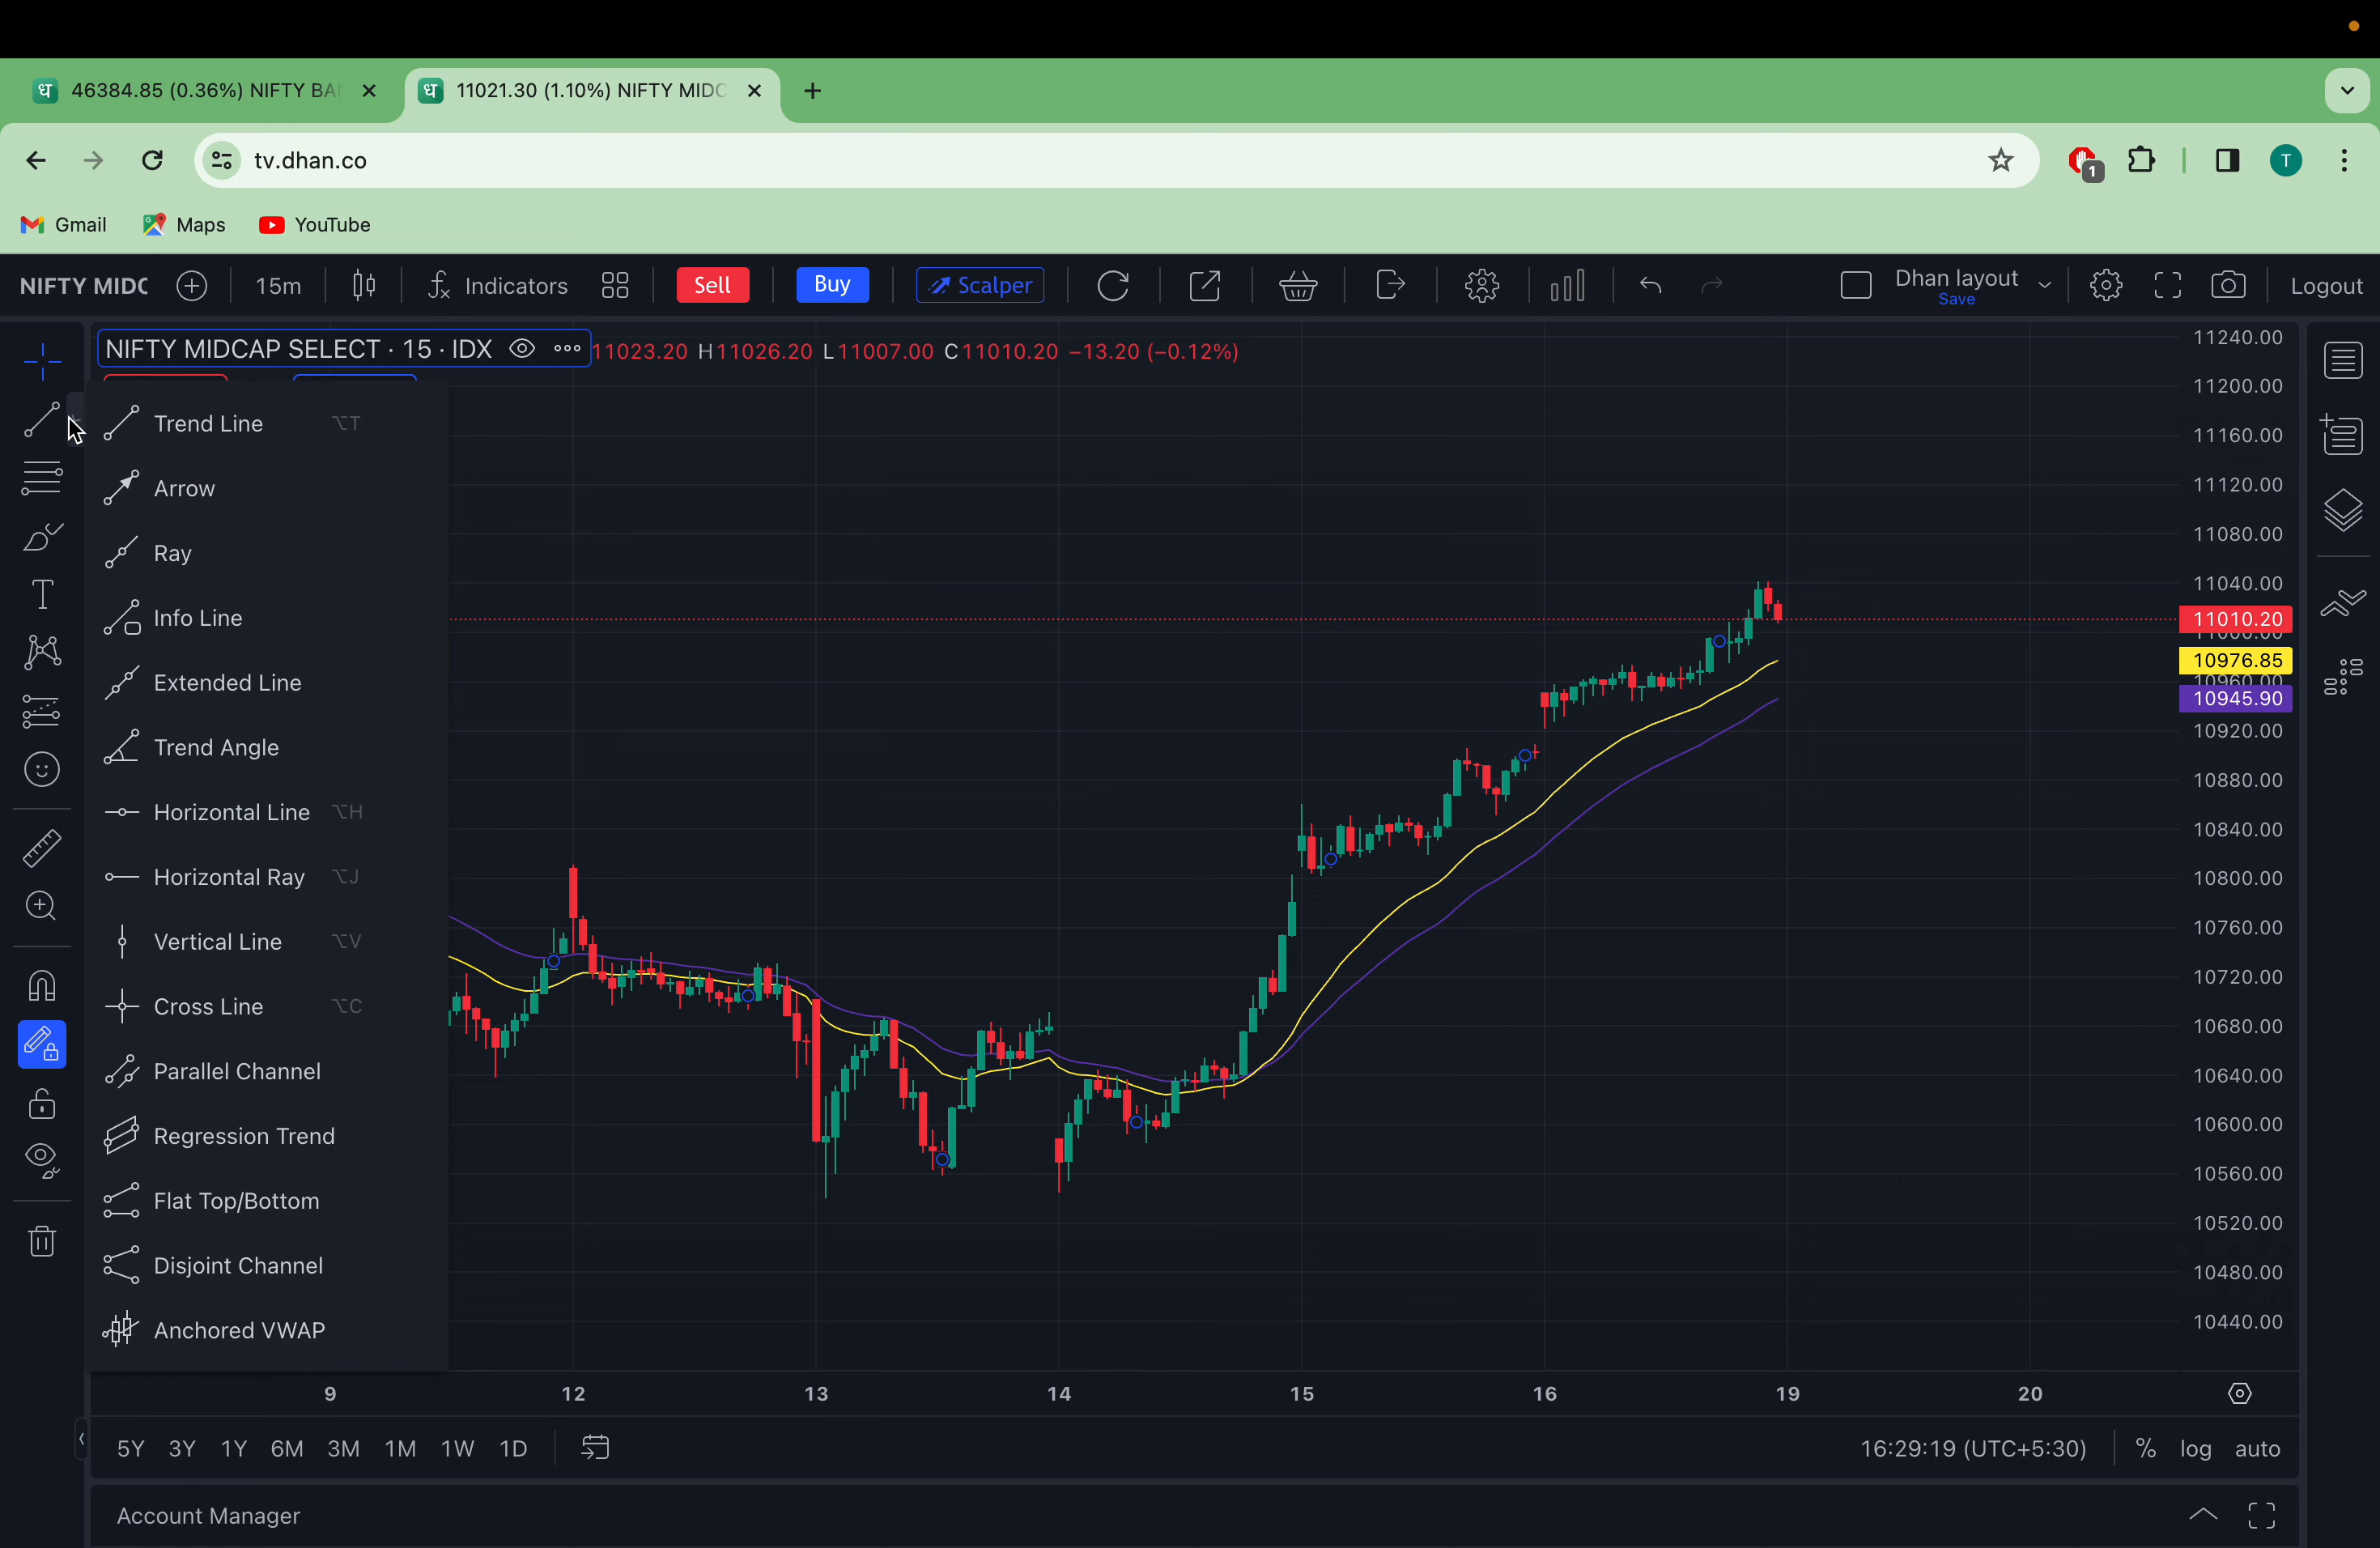 46384.85 (0.36%) NIFTY BA
11021.30 (1.10%) NIFTY MIDC
tv.dhan.co
1
T
Gmail
Maps
YouTube
NIFTY MIDC
15m
Indicators
Sell
Buy
Scalper
Dhan layout
Save
Logout
NIFTY MIDCAP SELECT · 15 · IDX
11023.20 H11026.20 L11007.00 C11010.20 −13.20 (−0.12%)
Trend Line ⌥T
Arrow
Ray
Info Line
Extended Line
Trend Angle
Horizontal Line ⌥H
Horizontal Ray ⌥J
Vertical Line ⌥V
Cross Line ⌥C
Parallel Channel
Regression Trend
Flat Top/Bottom
Disjoint Channel
Anchored VWAP
11240.00
11200.00
11160.00
11120.00
11080.00
11040.00
11010.20
11000.00
10976.85
10960.00
10945.90
10920.00
10880.00
10840.00
10800.00
10760.00
10720.00
10680.00
10640.00
10600.00
10560.00
10520.00
10480.00
10440.00
9 12 13 14 15 16 19 20
5Y 3Y 1Y 6M 3M 1M 1W 1D
16:29:19 (UTC+5:30) % log auto
Account Manager